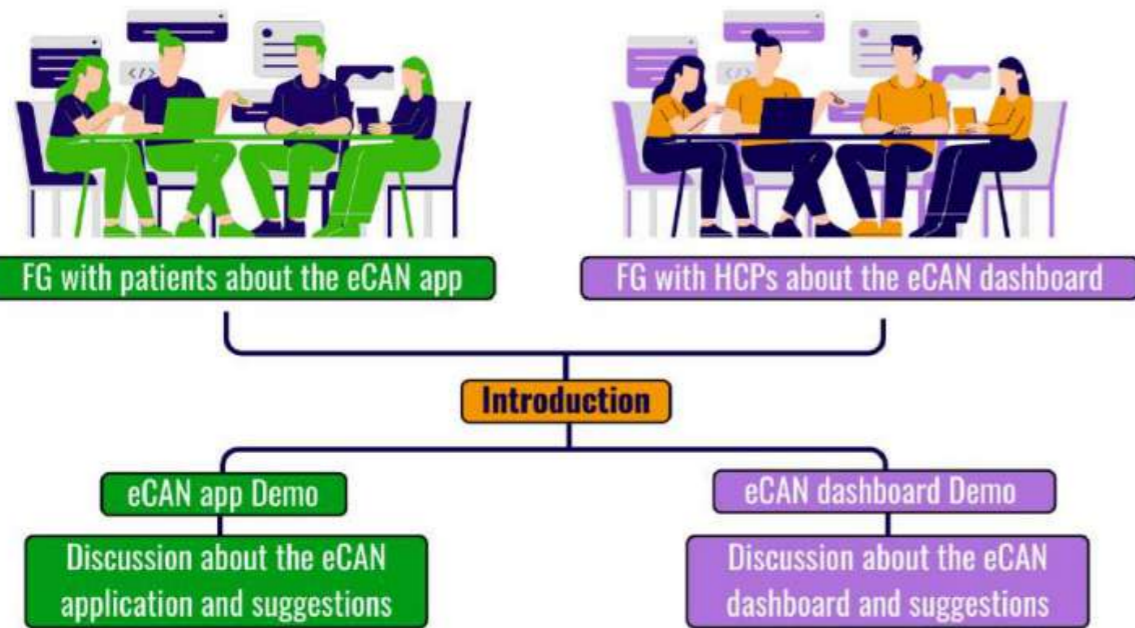 </>
</>
FG with patients about the eCAN app
FG with HCPs about the eCAN dashboard
Introduction
eCAN app Demo
eCAN dashboard Demo
Discussion about the eCAN
application and suggestions
Discussion about the eCAN
dashboard and suggestions